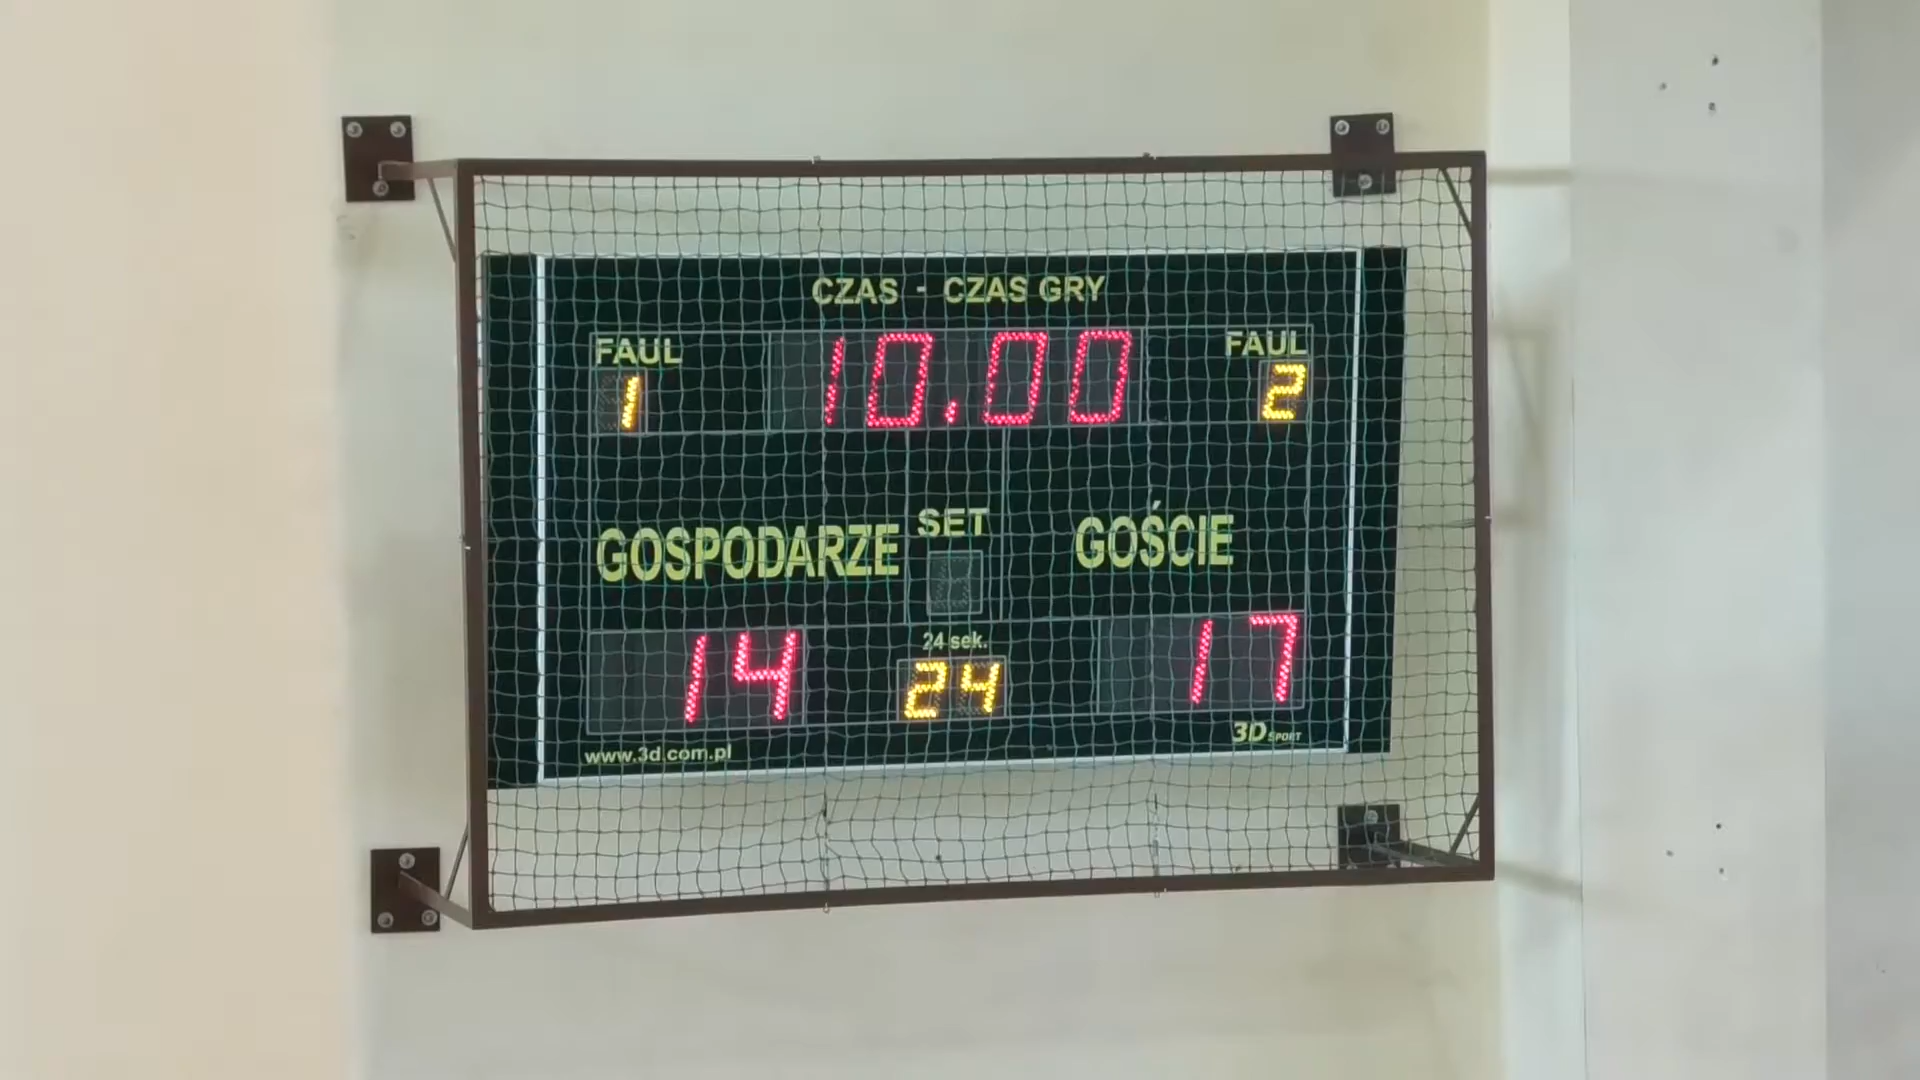 CZAS - CZAS GRY
FAUL 10.00 FAUL
1 2
GOSPODARZE SET GOŚCIE
24 sek.
14 24 17
www.3d.com.pl 3D SPORT